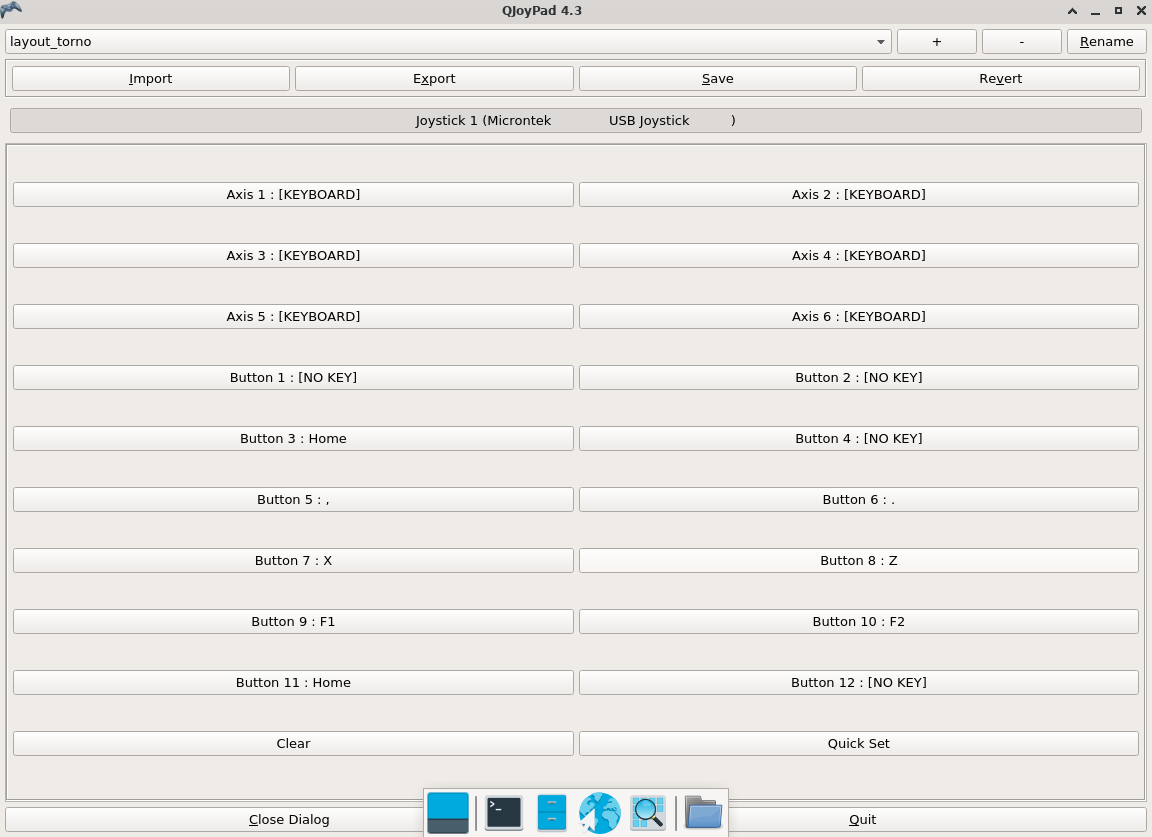 QJoyPad 4.3
layout_torno + - Rename
Import Export Save Revert
Joystick 1 (Microntek USB Joystick )
Axis 1 : [KEYBOARD] Axis 2 : [KEYBOARD]
Axis 3 : [KEYBOARD] Axis 4 : [KEYBOARD]
Axis 5 : [KEYBOARD] Axis 6 : [KEYBOARD]
Button 1 : [NO KEY] Button 2 : [NO KEY]
Button 3 : Home Button 4 : [NO KEY]
Button 5 : , Button 6 : .
Button 7 : X Button 8 : Z
Button 9 : F1 Button 10 : F2
Button 11 : Home Button 12 : [NO KEY]
Clear Quick Set
Close Dialog Quit